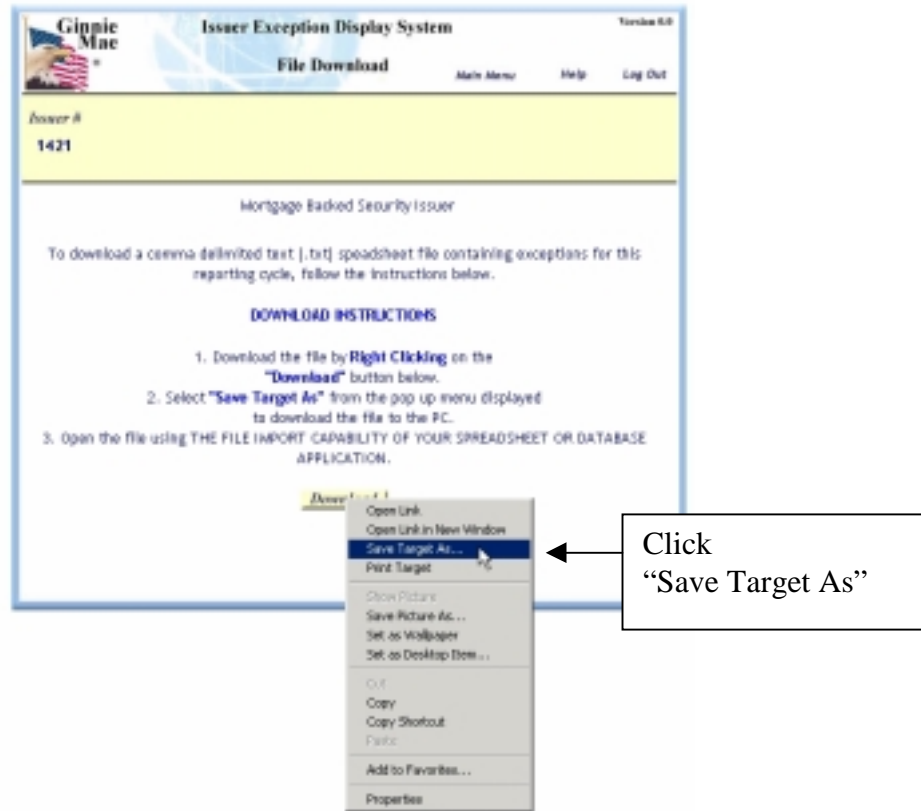 Ginnie Mae
Issuer Exception Display System
Version 6.0
File Download
Main Menu Help Log Out
Issuer #
1421
Mortgage Backed Security Issuer
To download a comma delimited text (.txt) speadsheet file containing exceptions for this
reporting cycle, follow the instructions below.
DOWNLOAD INSTRUCTIONS
1. Download the file by Right Clicking on the
"Download" button below.
2. Select "Save Target As" from the pop up menu displayed
to download the file to the PC.
3. Open the file using THE FILE IMPORT CAPABILITY OF YOUR SPREADSHEET OR DATABASE
APPLICATION.
Download
Open Link
Open Link in New Window
Save Target As...
Print Target
Show Picture
Save Picture As...
Set as Wallpaper
Set as Desktop Item...
Cut
Copy
Copy Shortcut
Paste
Add to Favorites...
Properties
Click
“Save Target As”